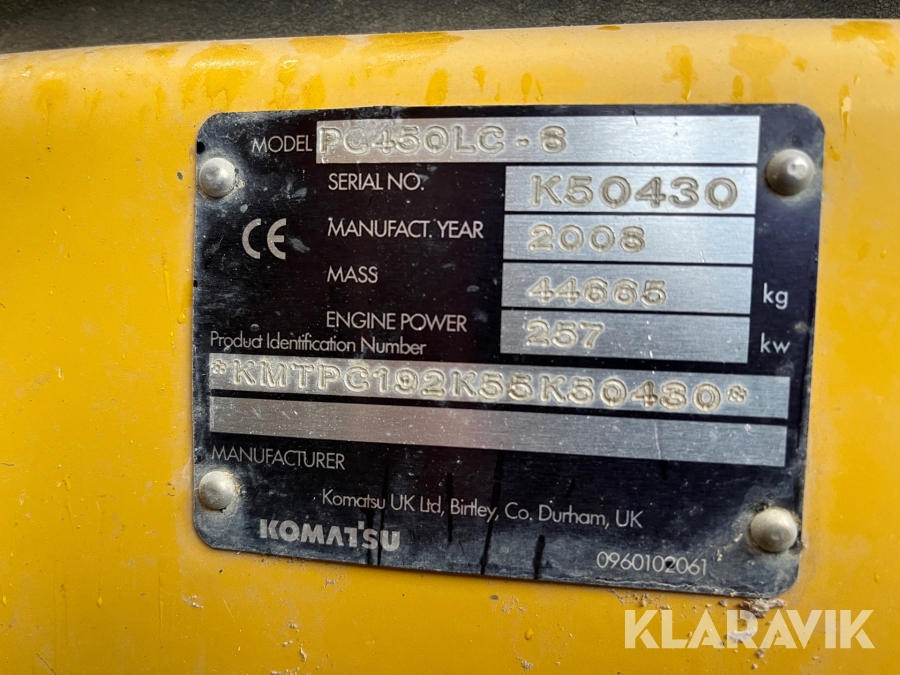 MODEL PC450LC-8
SERIAL NO. K50430
CE MANUFACT. YEAR 2008
MASS 44665 kg
ENGINE POWER 257 kw
Product Identification Number
*KMTPC192K55K50430*
MANUFACTURER
Komatsu UK Ltd, Birtley, Co. Durham, UK
KOMATSU
0960102061
KLARAVIK